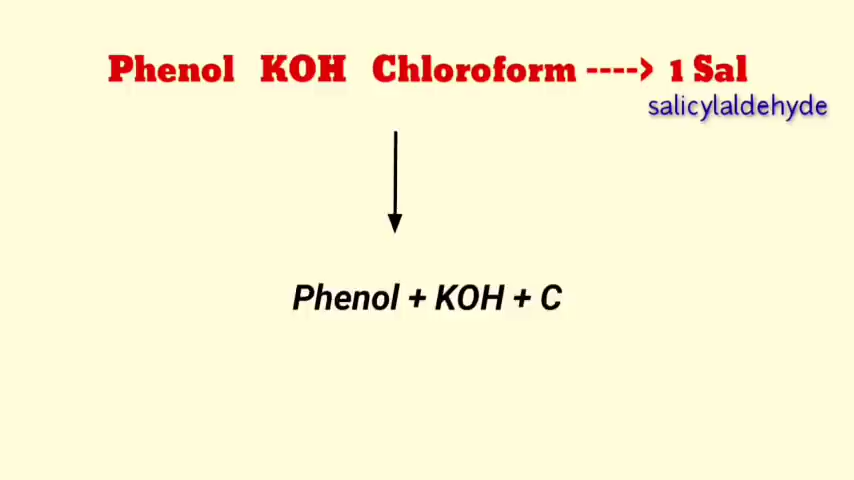 Phenol KOH Chloroform ----> 1 Sal
salicylaldehyde
Phenol + KOH + C